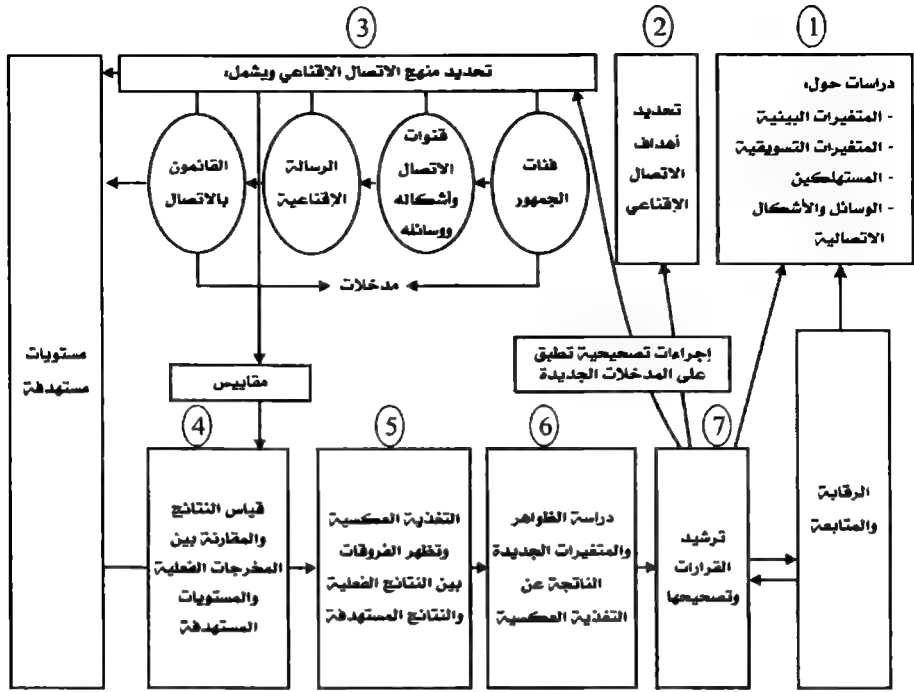 1
دراسات حول:
- المتغيرات البينية
- المتغيرات التسويقية
- المستهلكين
- الوسائل والأشكال
الاتصالية
2
تحديد
أهداف
الاتصال
الإقناعي
3
تحديد منهج الاتصال الإقناعي ويشمل:
فئات
الجمهور
قنوات
الاتصال
وأشكاله
ووسائله
الرسالة
الإقناعية
القائمون
بالاتصال
مدخلات
مستويات
مستهدفة
مقاييس
إجراءات تصحيحية تطبق
على المدخلات الجديدة
4
قياس النتائج
والمقارنة بين
المخرجات الفعلية
والمستويات
المستهدفة
5
التغذية العكسية
وتظهر الفروقات
بين النتائج الفعلية
والنتائج المستهدفة
6
دراسة الظواهر
والمتغيرات الجديدة
الناتجة عن
التغذية العكسية
7
ترشيد
القرارات
وتصحيحها
الرقابة
والمتابعة